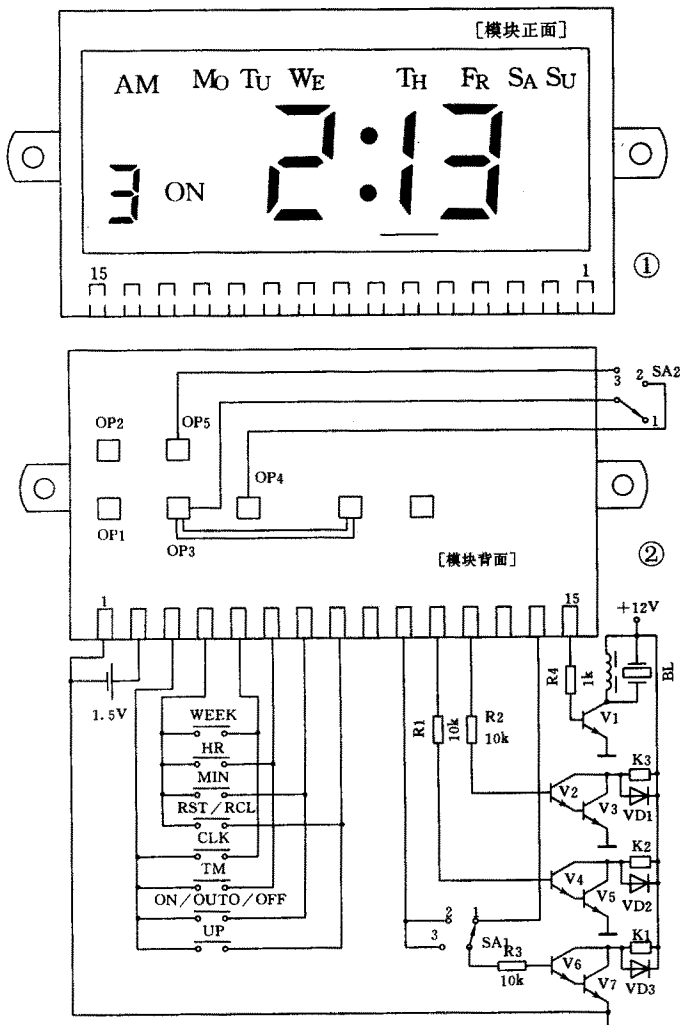 [模块正面]
AM MO TU WE TH FR SA SU
3 ON 2:13
15 1
①
3 2 SA2
1
OP2 OP5
OP4
OP1 OP3
[模块背面]
②
1 15
+12V
BL
R4 1k
V1
1.5V
WEEK
HR
MIN
RST/RCL
CLK
TM
ON/OUTO/OFF
UP
R1 10k
R2 10k
K3
V2 V3
VD1
K2
V4 V5
VD2
2 1
3 SA1
R3 10k
K1
V6 V7
VD3